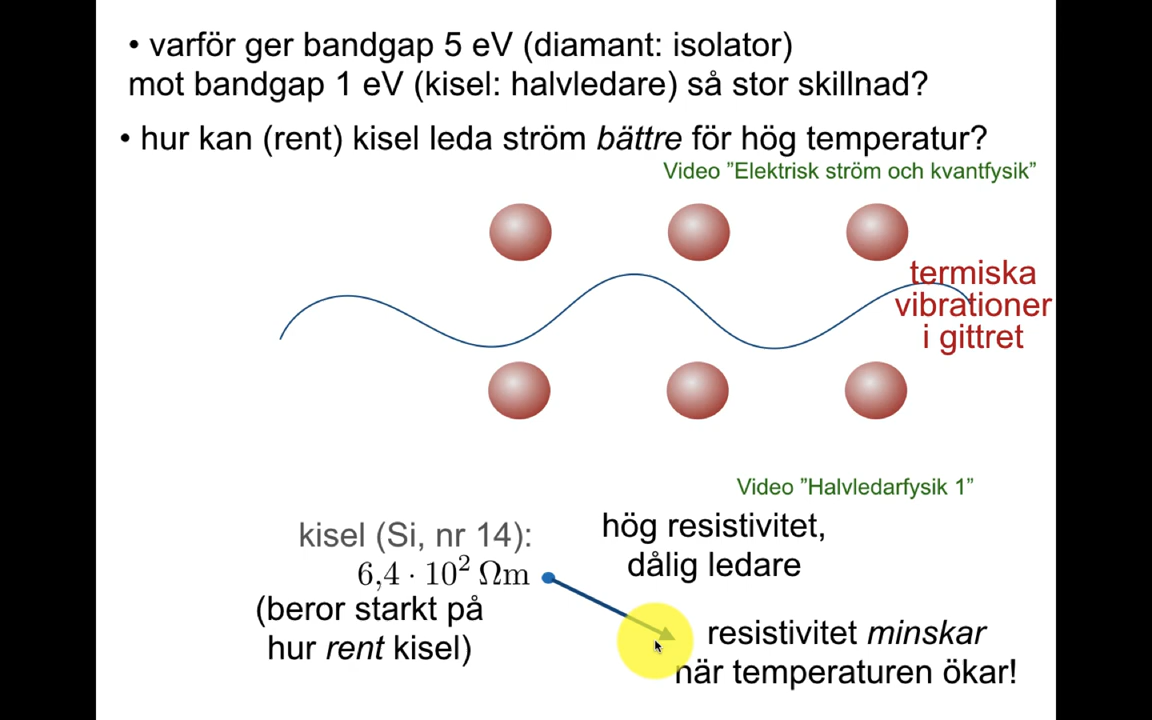 • varför ger bandgap 5 eV (diamant: isolator)
mot bandgap 1 eV (kisel: halvledare) så stor skillnad?
• hur kan (rent) kisel leda ström bättre för hög temperatur?
Video ”Elektrisk ström och kvantfysik”
termiska
vibrationer
i gittret
Video ”Halvledarfysik 1”
kisel (Si, nr 14):
6,4 · 10² Ωm
(beror starkt på
hur rent kisel)
hög resistivitet,
dålig ledare
resistivitet minskar
när temperaturen ökar!